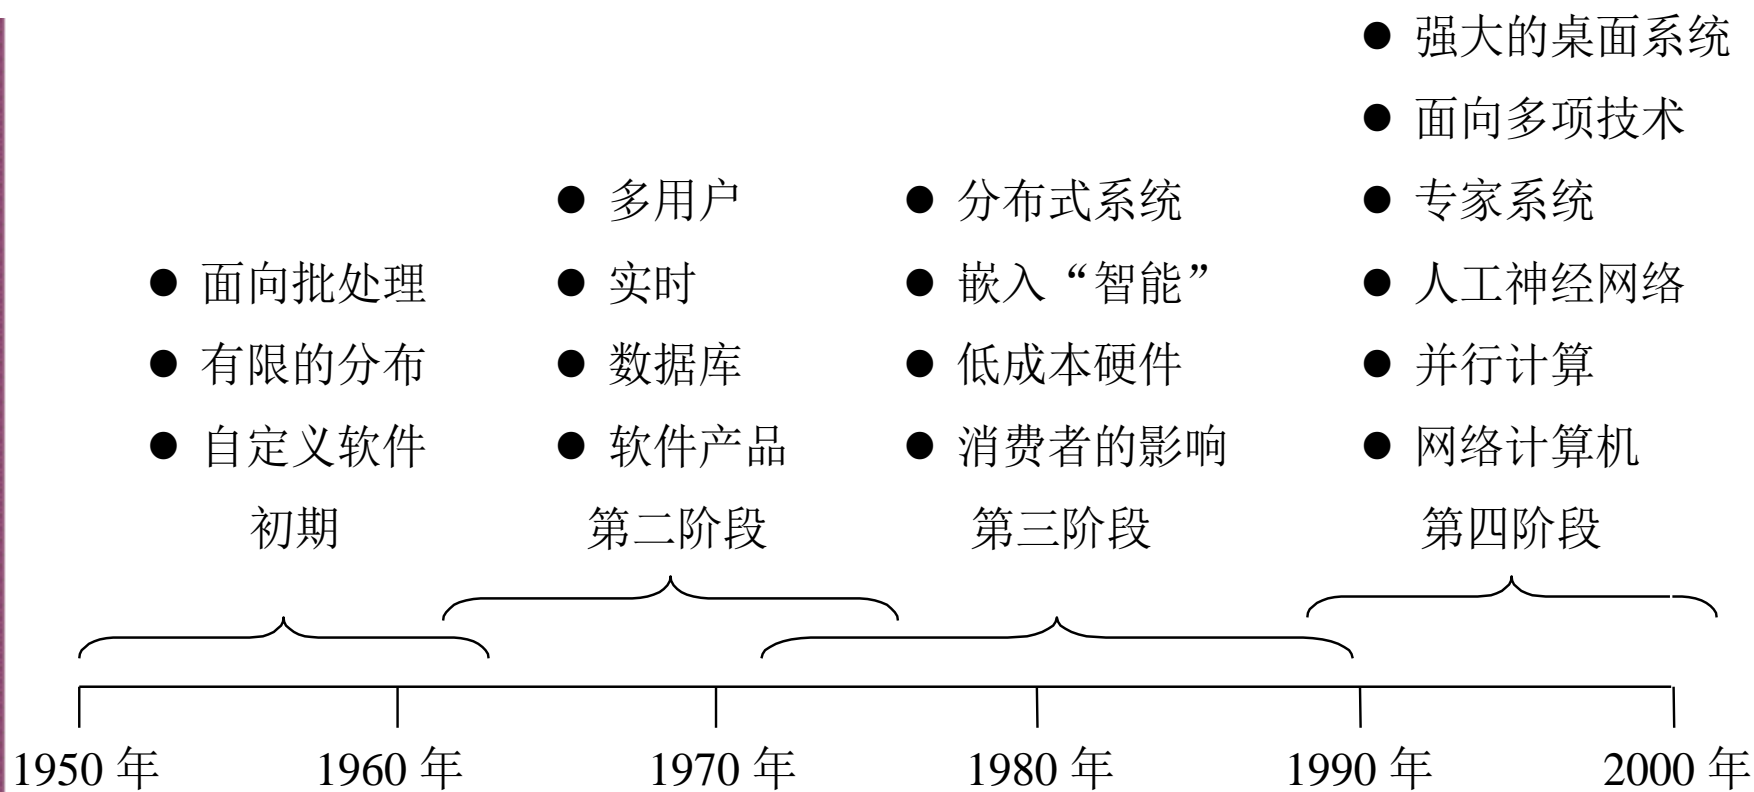 ● 面向批处理
● 有限的分布
● 自定义软件
初期
● 多用户
● 实时
● 数据库
● 软件产品
第二阶段
● 分布式系统
● 嵌入“智能”
● 低成本硬件
● 消费者的影响
第三阶段
● 强大的桌面系统
● 面向多项技术
● 专家系统
● 人工神经网络
● 并行计算
● 网络计算机
第四阶段
1950 年
1960 年
1970 年
1980 年
1990 年
2000 年